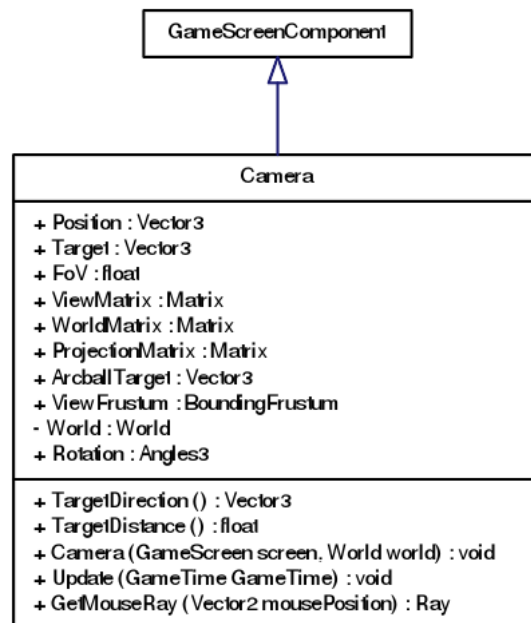 GameScreenComponent
Camera
+ Position : Vector3
+ Target : Vector3
+ FoV : float
+ ViewMatrix : Matrix
+ WorldMatrix : Matrix
+ ProjectionMatrix : Matrix
+ ArcballTarget : Vector3
+ ViewFrustum : BoundingFrustum
- World : World
+ Rotation : Angles3
+ TargetDirection () : Vector3
+ TargetDistance () : float
+ Camera (GameScreen screen, World world) : void
+ Update (GameTime GameTime) : void
+ GetMouseRay (Vector2 mousePosition) : Ray